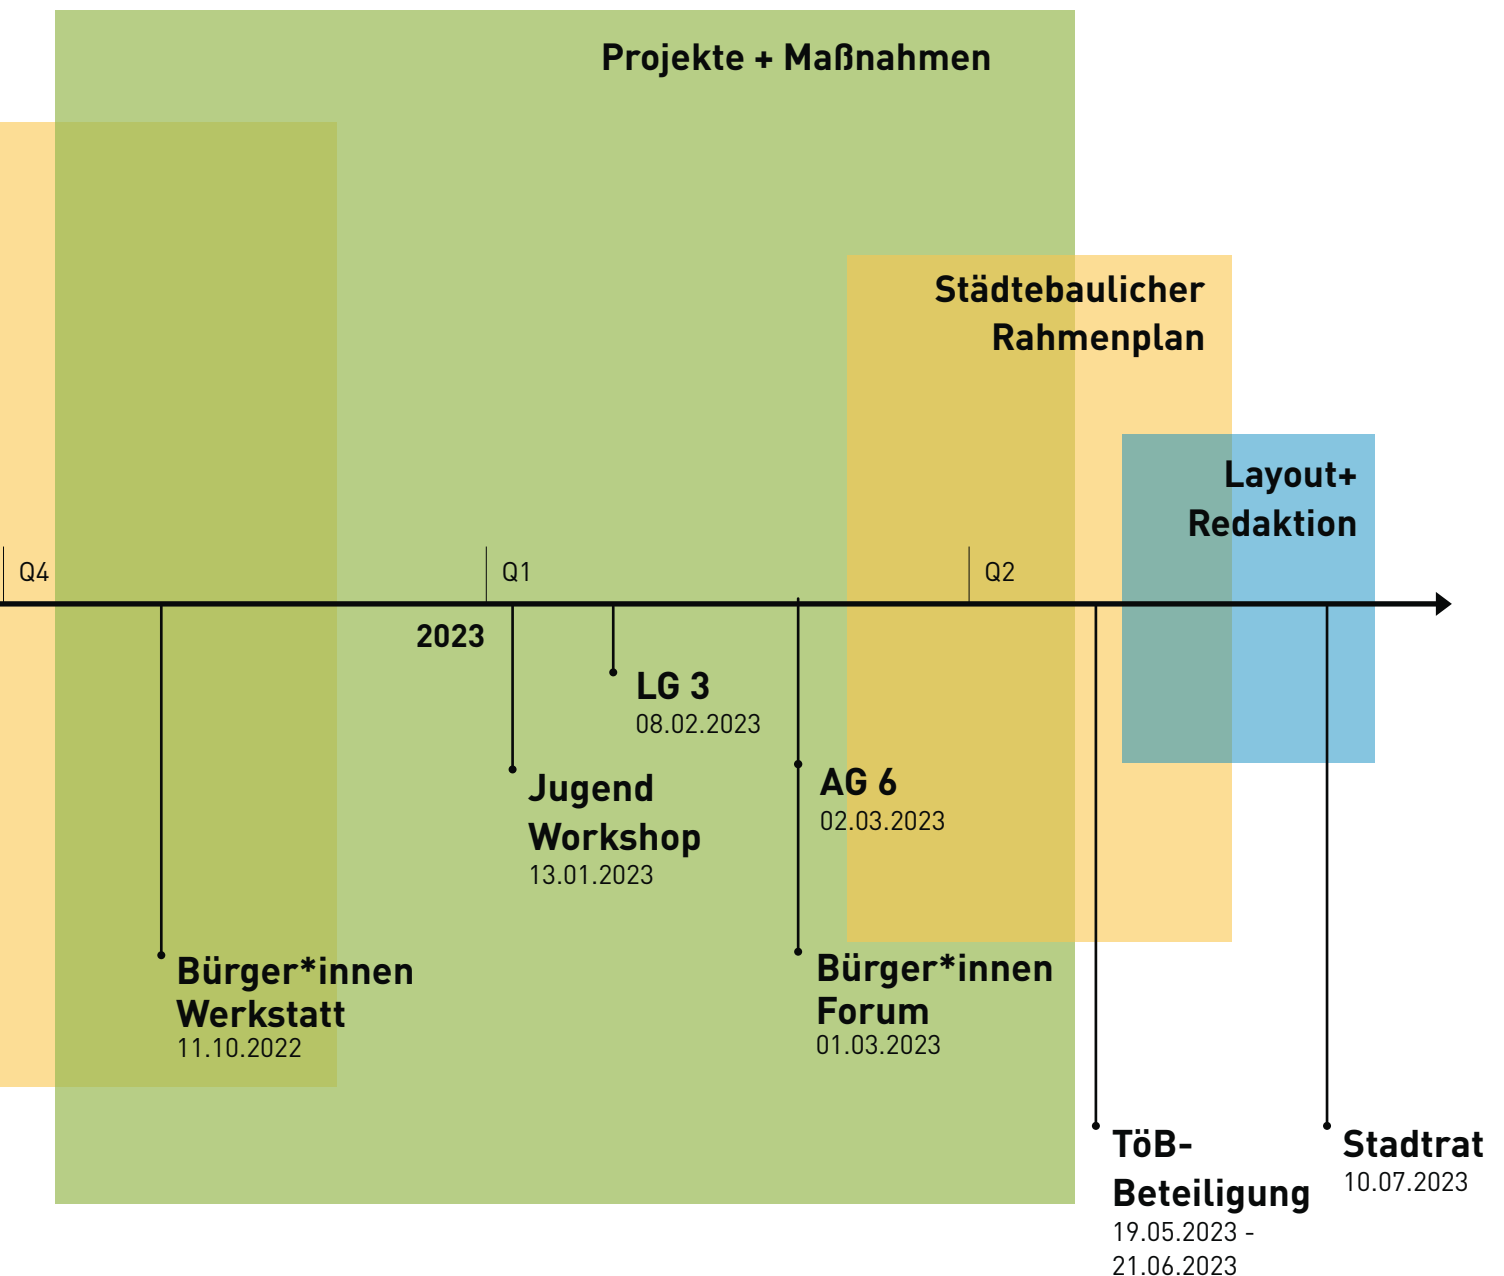 Projekte + Maßnahmen
Städtebaulicher
Rahmenplan
Layout+
Redaktion
Q4
Q1
Q2
2023
LG 3
08.02.2023
Jugend
Workshop
13.01.2023
AG 6
02.03.2023
Bürger*innen
Werkstatt
11.10.2022
Bürger*innen
Forum
01.03.2023
TöB-
Beteiligung
19.05.2023 -
21.06.2023
Stadtrat
10.07.2023